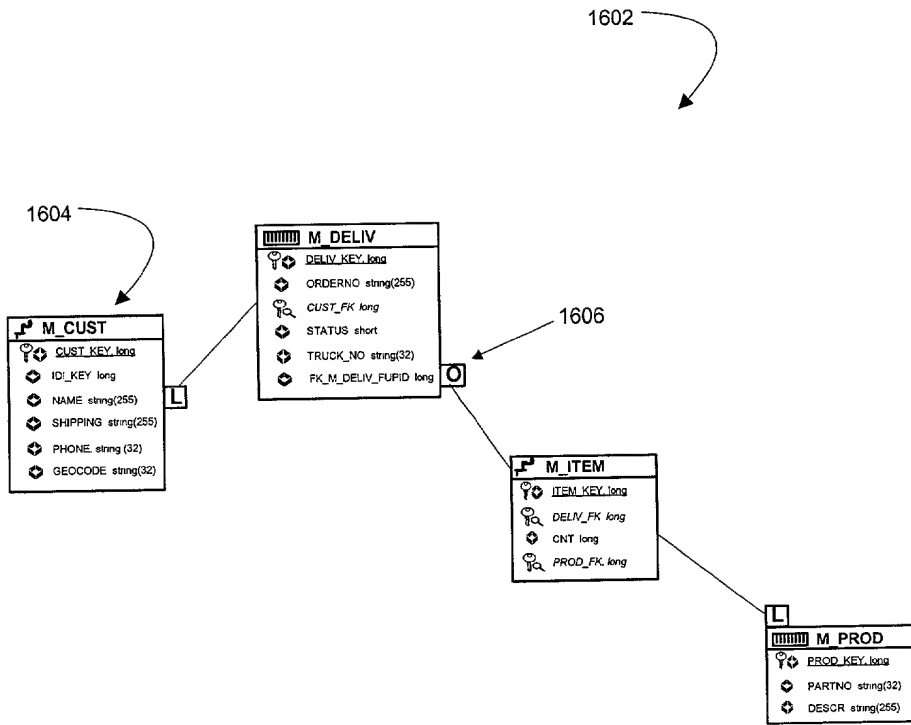 1602
1604
M_DELIV
DELIV_KEY. long
ORDERNO string(255)
CUST_FK long
STATUS short
TRUCK_NO string(32)
FK_M_DELIV_FUPID long
1606
O
M_CUST
CUST_KEY. long
IDI_KEY long
NAME string(255)
SHIPPING string(255)
PHONE. string (32)
GEOCODE string(32)
L
M_ITEM
ITEM_KEY. long
DELIV_FK long
CNT long
PROD_FK. long
L
M_PROD
PROD_KEY. long
PARTNO string(32)
DESCR string(255)